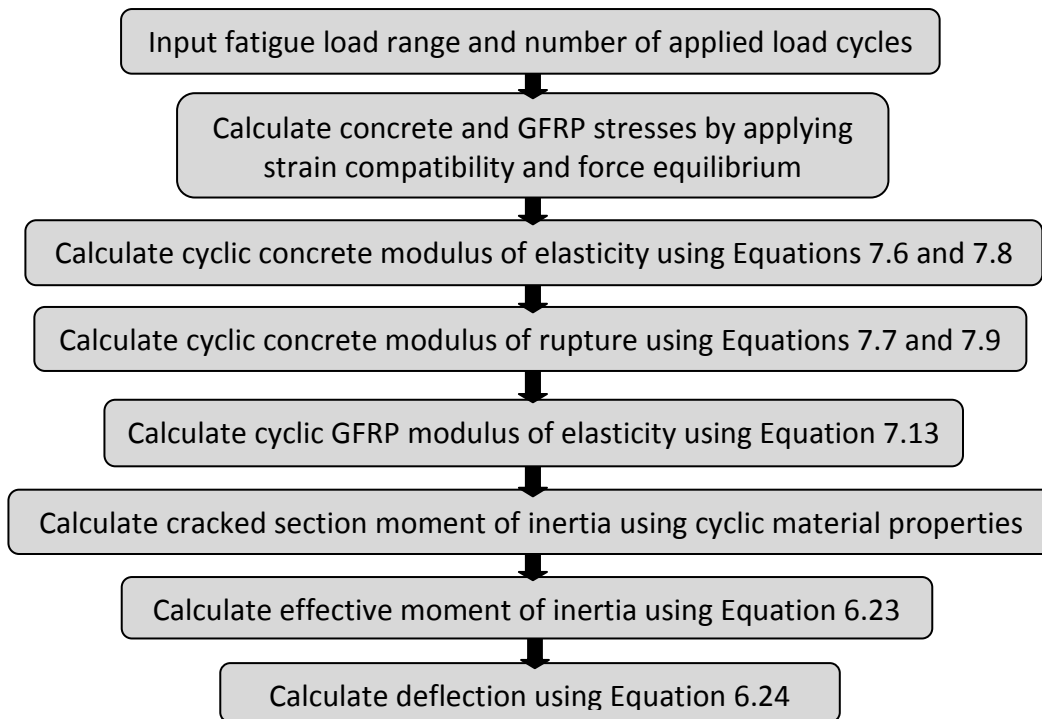 Input fatigue load range and number of applied load cycles
Calculate concrete and GFRP stresses by applying
strain compatibility and force equilibrium
Calculate cyclic concrete modulus of elasticity using Equations 7.6 and 7.8
Calculate cyclic concrete modulus of rupture using Equations 7.7 and 7.9
Calculate cyclic GFRP modulus of elasticity using Equation 7.13
Calculate cracked section moment of inertia using cyclic material properties
Calculate effective moment of inertia using Equation 6.23
Calculate deflection using Equation 6.24